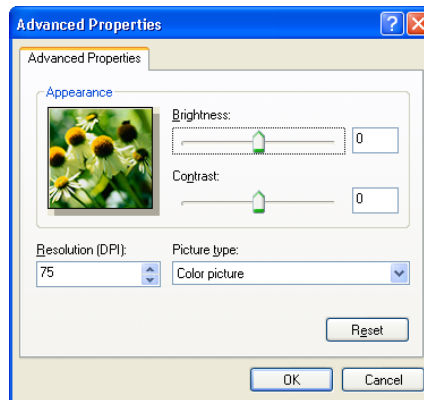 Advanced Properties
Advanced Properties
Appearance
Brightness:
0
Contrast:
0
Resolution (DPI):
75
Picture type:
Color picture
Reset
OK
Cancel